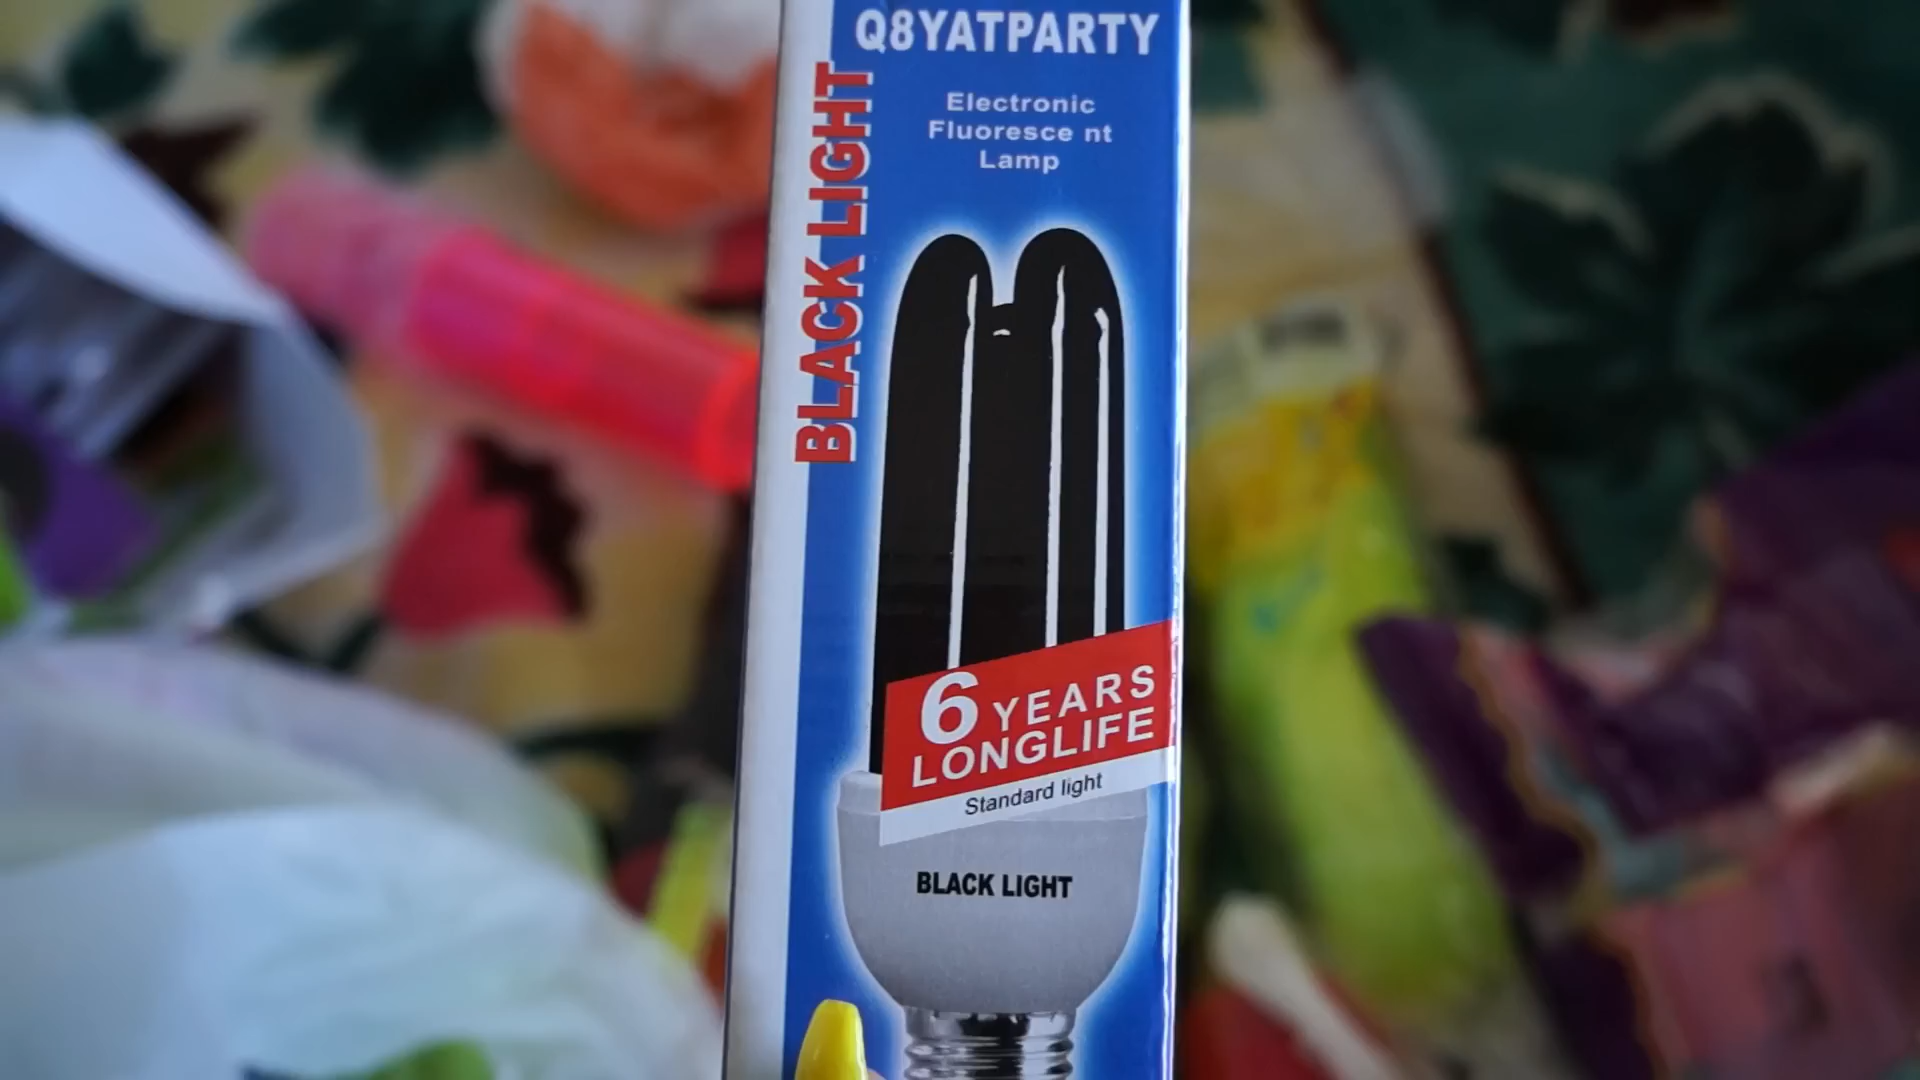 Q8YATPARTY
BLACK LIGHT
Electronic
Fluoresce nt
Lamp
6 YEARS
LONGLIFE
Standard light
BLACK LIGHT